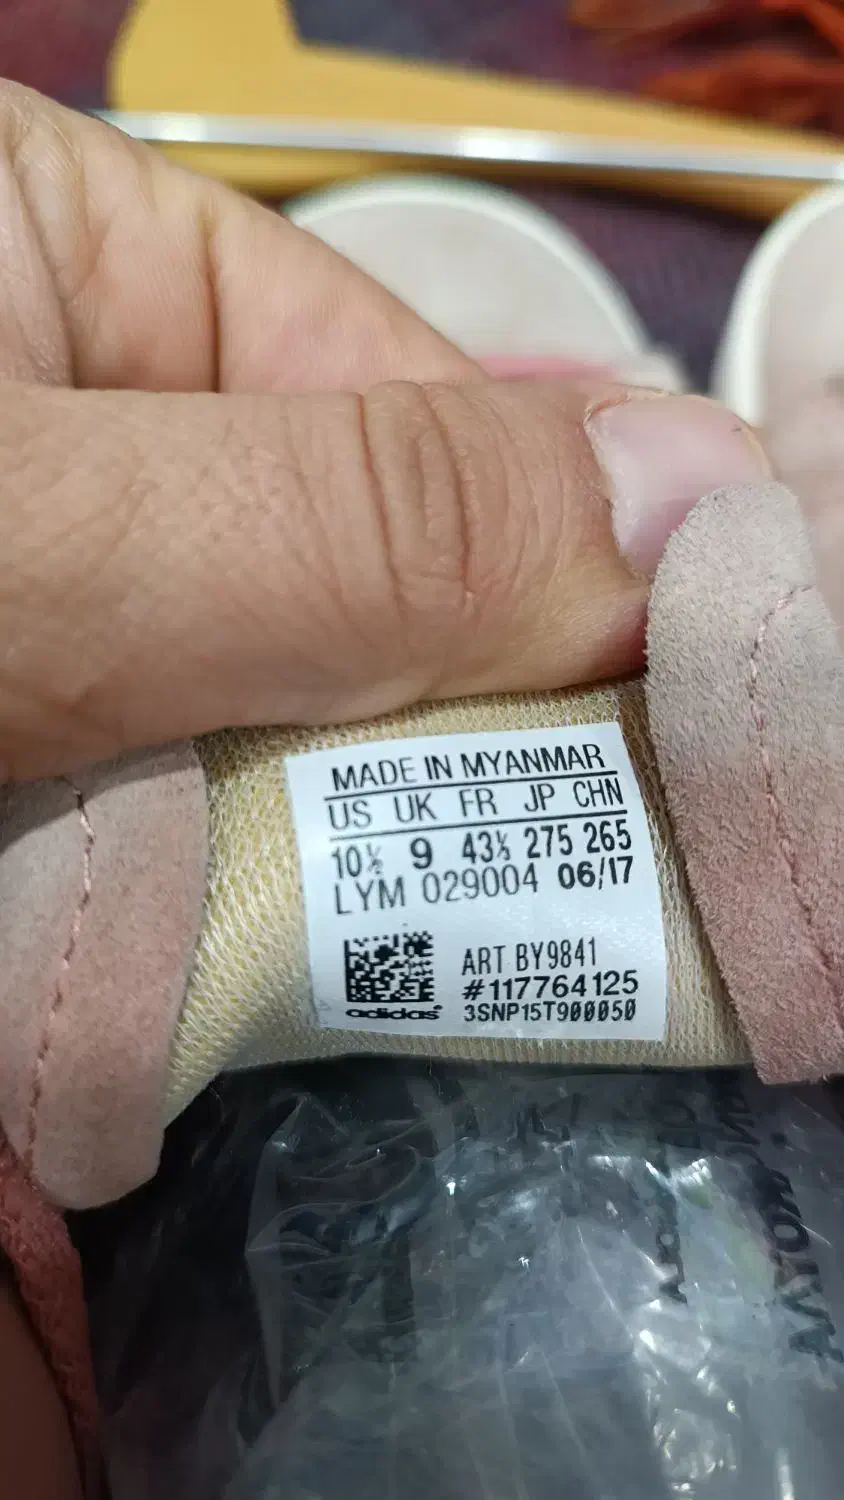 MADE IN MYANMAR
US UK FR JP CHN
10½ 9 43⅓ 275 265
LYM 029004 06/17
ART BY9841
#117764125
adidas® 3SNP15T900050